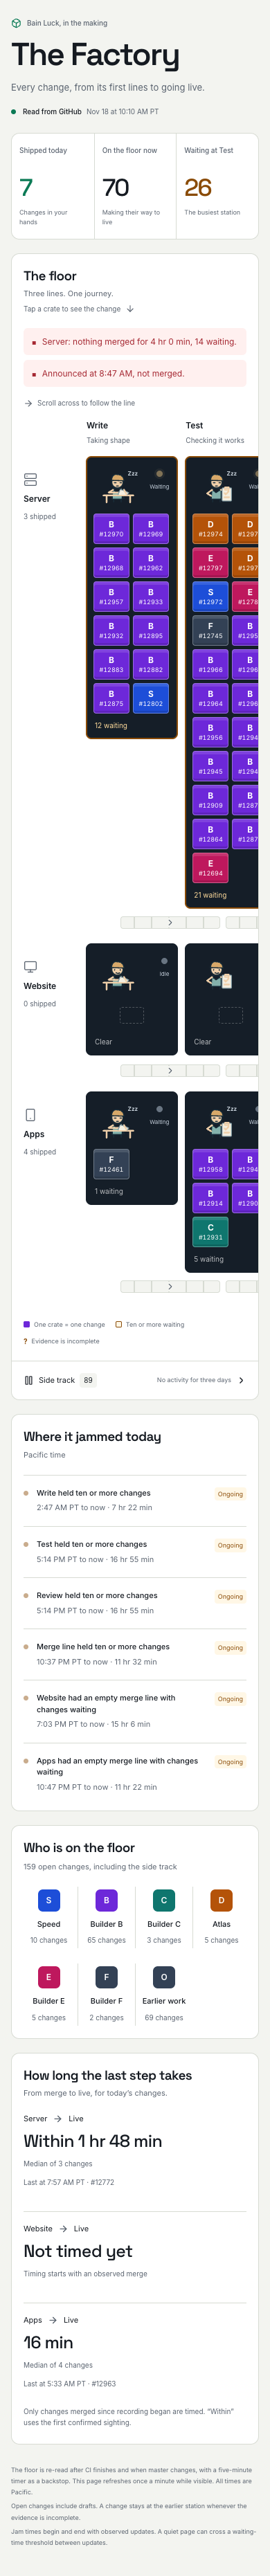 Bain Luck, in the making
The Factory
Every change, from its first lines to going live.
Read from GitHub Nov 18 at 10:10 AM PT
Shipped today
7
Changes in your hands
On the floor now
70
Making their way to live
Waiting at Test
26
The busiest station
The floor
Three lines. One journey.
Tap a crate to see the change
Server: nothing merged for 4 hr 0 min, 14 waiting.
Announced at 8:47 AM, not merged.
Scroll across to follow the line
Write
Taking shape
Test
Checking it works
Server
3 shipped
Zzz
Waiting
B #12970
B #12969
B #12968
B #12962
B #12957
B #12933
B #12932
B #12895
B #12883
B #12882
B #12875
S #12802
12 waiting
Zzz
D #12974
E #12797
S #12972
F #12745
B #12966
B #12964
B #12956
B #12945
B #12909
B #12864
E #12694
21 waiting
Website
0 shipped
Idle
Clear
Clear
Apps
4 shipped
Zzz
Waiting
F #12461
1 waiting
Zzz
B #12958
B #12914
C #12931
5 waiting
One crate = one change
Ten or more waiting
? Evidence is incomplete
Side track 89
No activity for three days
Where it jammed today
Pacific time
Write held ten or more changes
2:47 AM PT to now · 7 hr 22 min
Ongoing
Test held ten or more changes
5:14 PM PT to now · 16 hr 55 min
Ongoing
Review held ten or more changes
5:14 PM PT to now · 16 hr 55 min
Ongoing
Merge line held ten or more changes
10:37 PM PT to now · 11 hr 32 min
Ongoing
Website had an empty merge line with changes waiting
7:03 PM PT to now · 15 hr 6 min
Ongoing
Apps had an empty merge line with changes waiting
10:47 PM PT to now · 11 hr 22 min
Ongoing
Who is on the floor
159 open changes, including the side track
S
Speed
10 changes
B
Builder B
65 changes
C
Builder C
3 changes
D
Atlas
5 changes
E
Builder E
5 changes
F
Builder F
2 changes
O
Earlier work
69 changes
How long the last step takes
From merge to live, for today's changes.
Server → Live
Within 1 hr 48 min
Median of 3 changes
Last at 7:57 AM PT · #12772
Website → Live
Not timed yet
Timing starts with an observed merge
Apps → Live
16 min
Median of 4 changes
Last at 5:33 AM PT · #12963
Only changes merged since recording began are timed. "Within" uses the first confirmed sighting.
The floor is re-read after CI finishes and when master changes, with a five-minute timer as a backstop. This page refreshes once a minute while visible. All times are Pacific.
Open changes include drafts. A change stays at the earlier station whenever the evidence is incomplete.
Jam times begin and end with observed updates. A quiet page can cross a waiting-time threshold between updates.